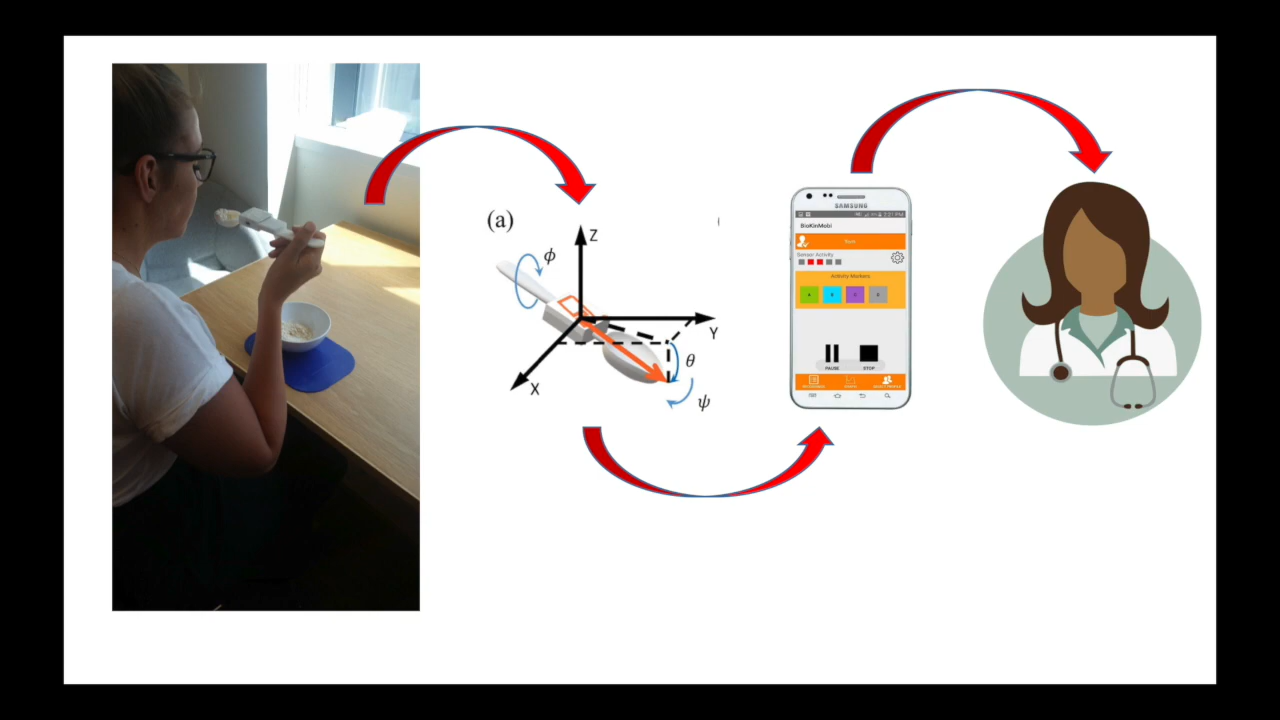 (a)
Z
ϕ
Y
θ
X
ψ
SAMSUNG
BioKinMobi
Sensor Activity
Activity Markers
PAUSE
STOP